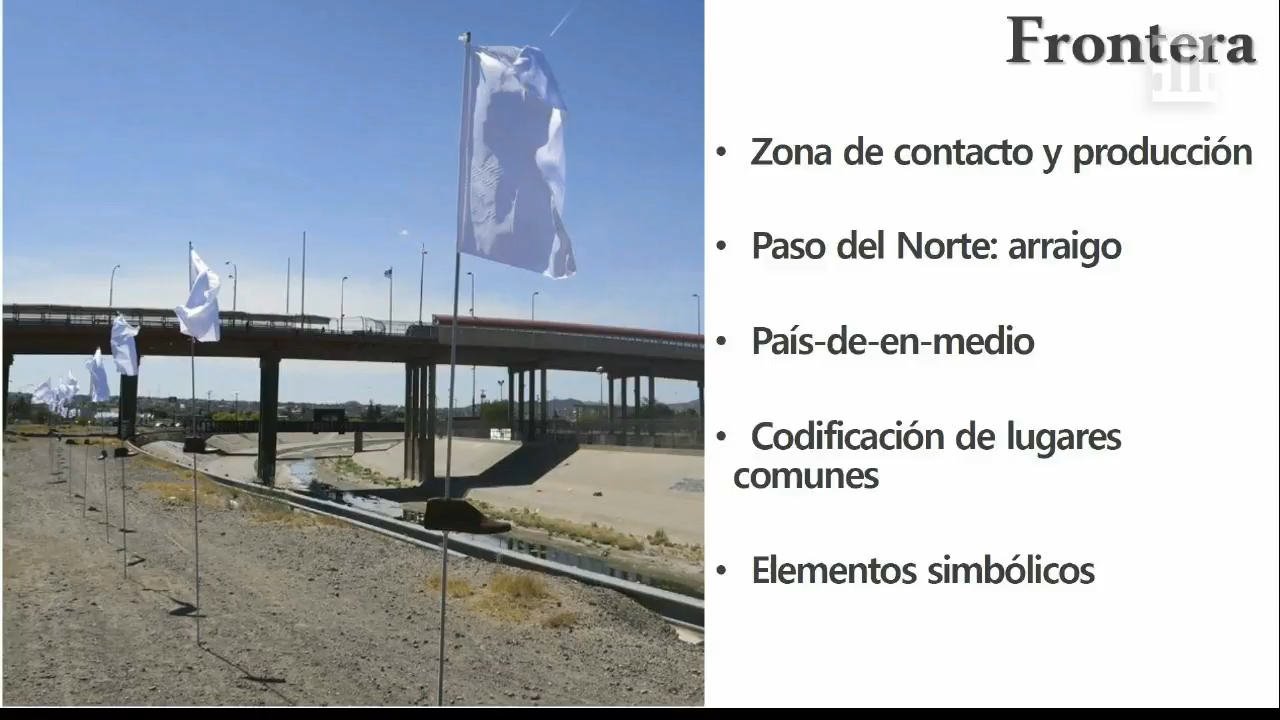 Frontera
• Zona de contacto y producción
• Paso del Norte: arraigo
• País-de-en-medio
• Codificación de lugares
comunes
• Elementos simbólicos